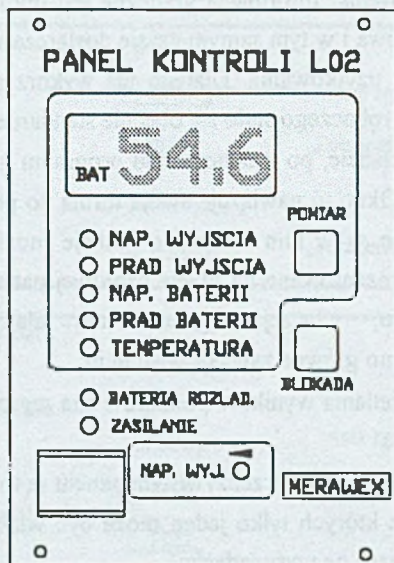 PANEL KONTROLI L02
BAT 54.6
POMIAR
NAP. WYJSCIA
PRAD WYJSCIA
NAP. BATERII
PRAD BATERII
TEMPERATURA
BLOKADA
BATERIA ROZLAD.
ZASILANIE
NAP. WYJ.
MERAWEX